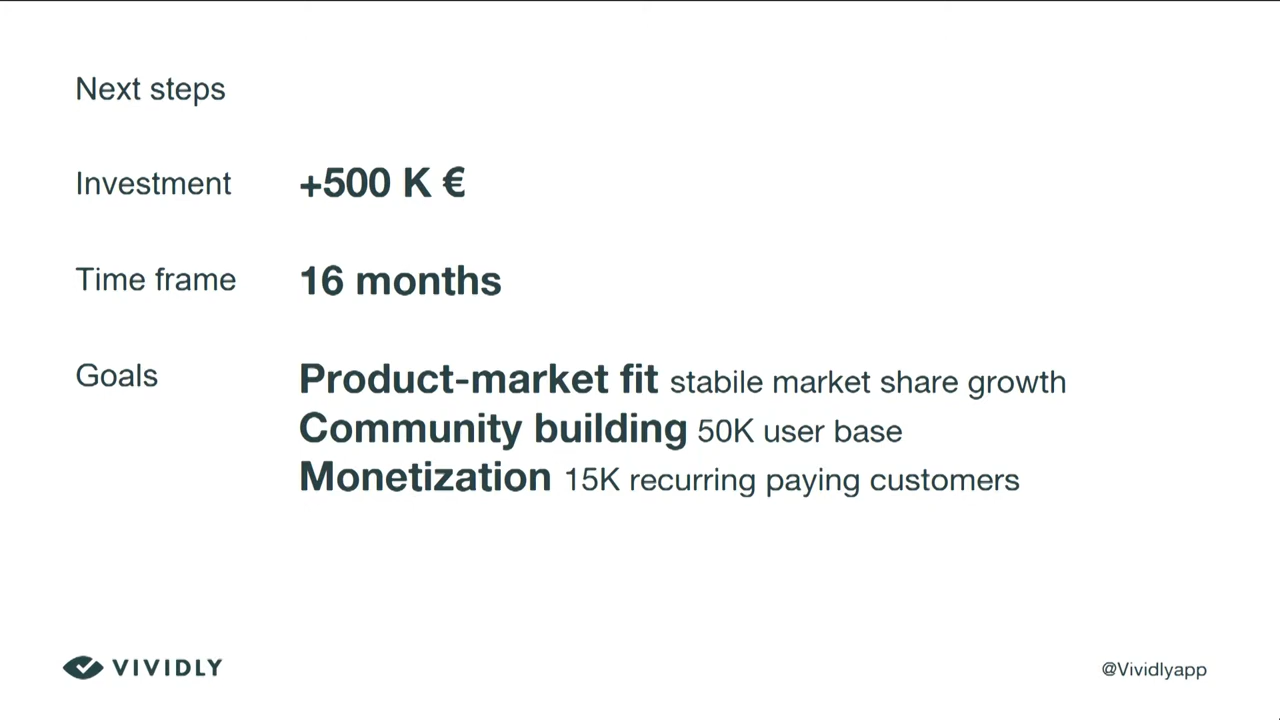 Next steps
Investment +500 K €
Time frame 16 months
Goals Product-market fit stabile market share growth
Community building 50K user base
Monetization 15K recurring paying customers
VIVIDLY @Vividlyapp